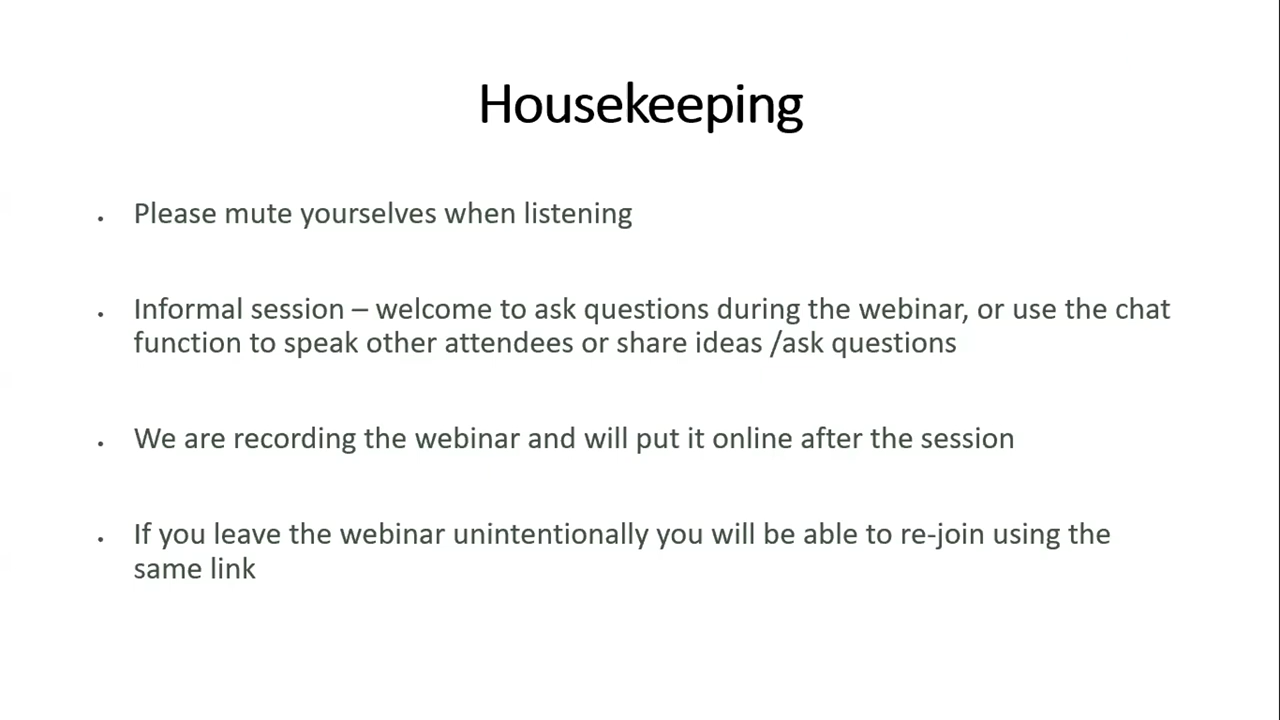 Housekeeping
• Please mute yourselves when listening
• Informal session – welcome to ask questions during the webinar, or use the chat
function to speak other attendees or share ideas /ask questions
• We are recording the webinar and will put it online after the session
• If you leave the webinar unintentionally you will be able to re-join using the
same link